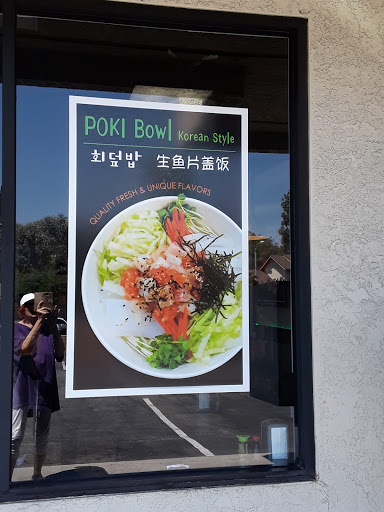 POKI Bowl Korean Style
회덮밥 生鱼片盖饭
QUALITY FRESH & UNIQUE FLAVORS